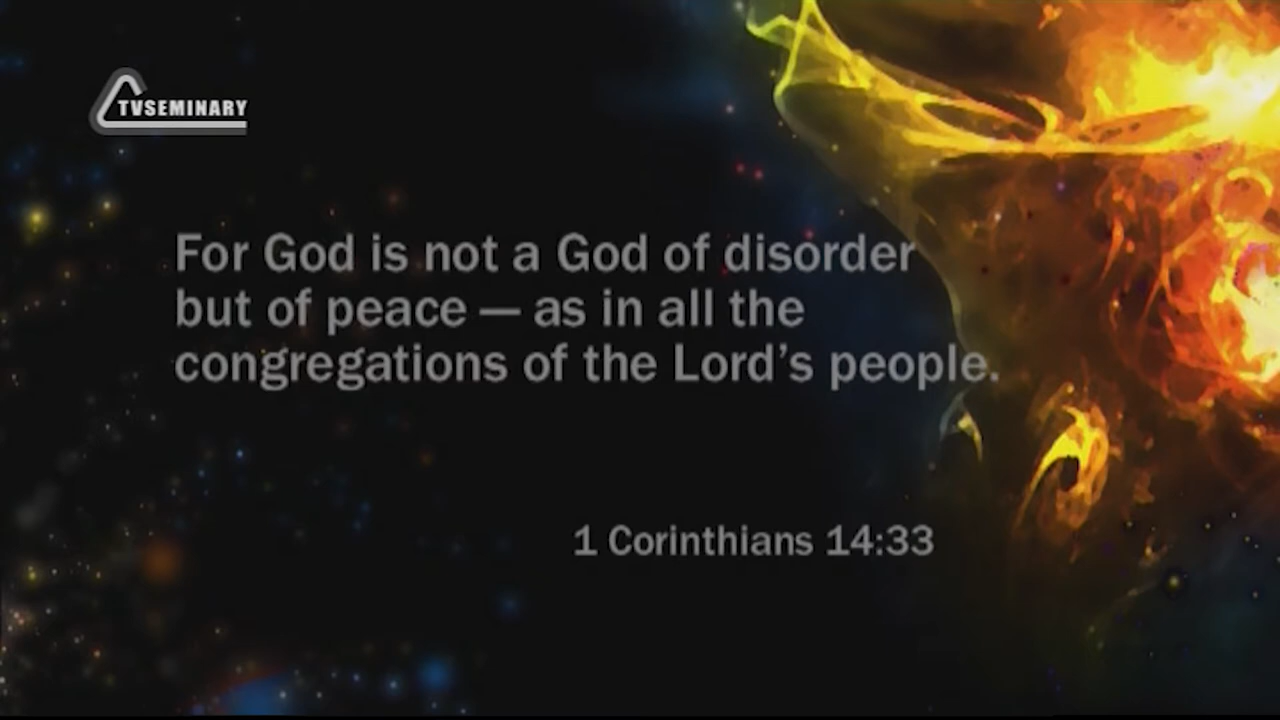 TVSEMINARY
For God is not a God of disorder
but of peace — as in all the
congregations of the Lord’s people.
1 Corinthians 14:33